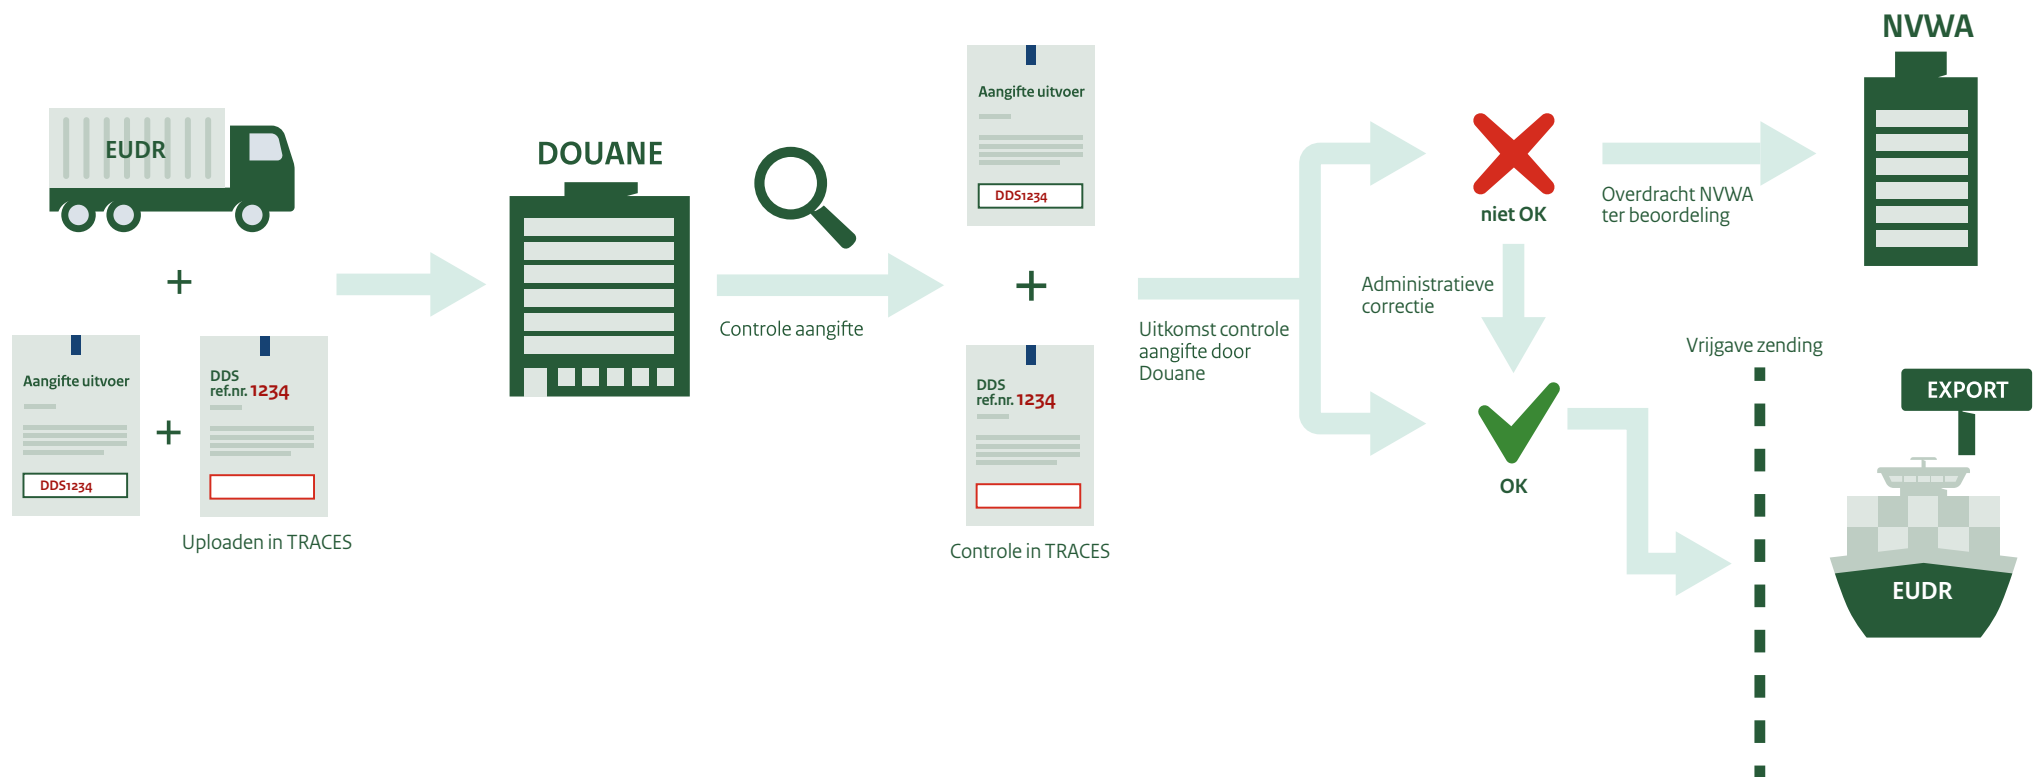 EUDR
+
Aangifte uitvoer
DDS1234
+
DDS
ref.nr. 1234
Uploaden in TRACES
DOUANE
Controle aangifte
Aangifte uitvoer
DDS1234
+
DDS
ref.nr. 1234
Controle in TRACES
Uitkomst controle
aangifte door
Douane
niet OK
Administratieve
correctie
OK
Overdracht NVWA
ter beoordeling
NVWA
Vrijgave zending
EXPORT
EUDR